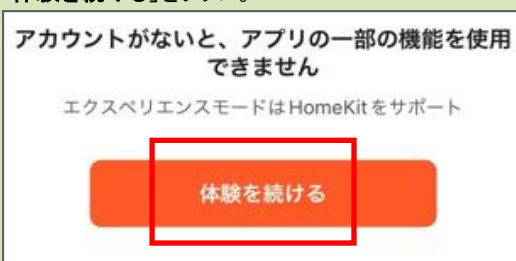 アカウントがないと、アプリの一部の機能を使用
できません
エクスペリエンスモードはHomeKitをサポート
体験を続ける